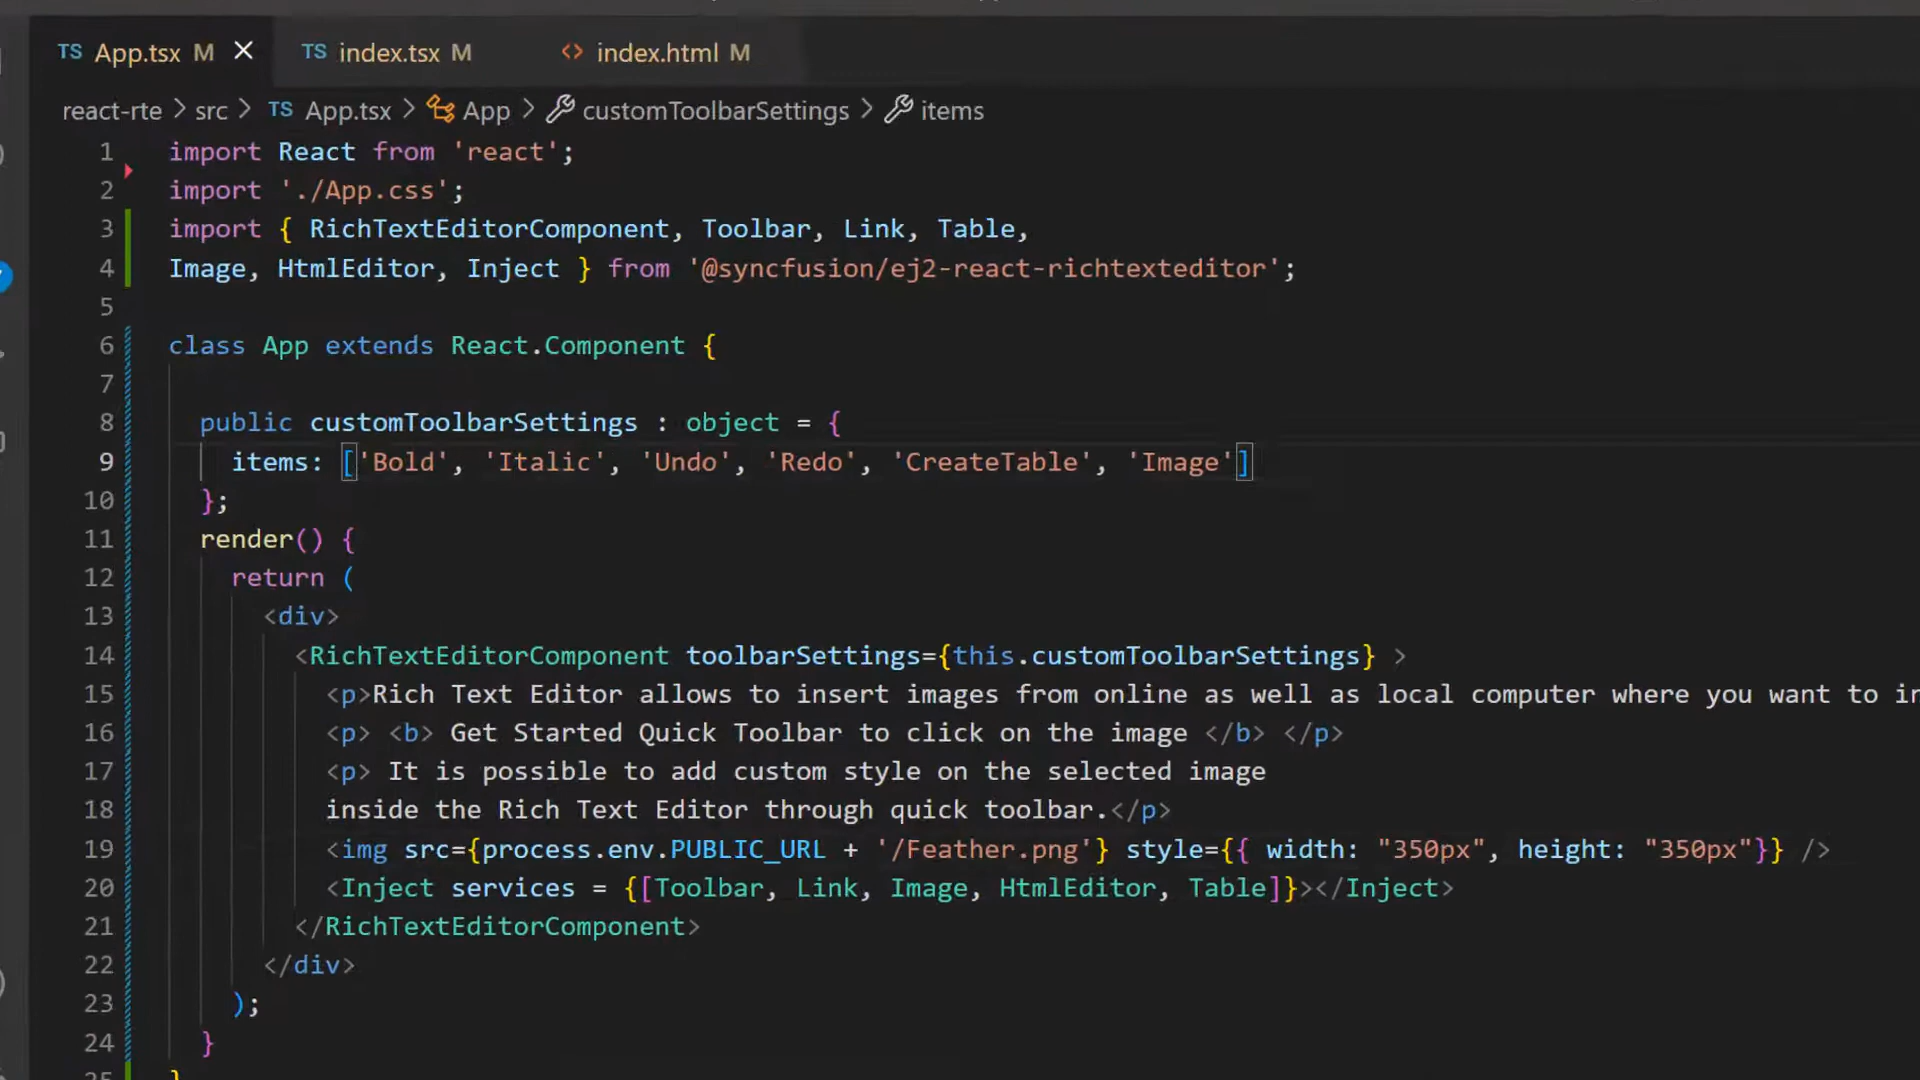 TS App.tsx M
TS index.tsx M
<> index.html M
react-rte > src > TS App.tsx > App > customToolbarSettings > items
1 import React from 'react';
2 import './App.css';
3 import { RichTextEditorComponent, Toolbar, Link, Table,
4 Image, HtmlEditor, Inject } from '@syncfusion/ej2-react-richtexteditor';
5
6 class App extends React.Component {
7
8 public customToolbarSettings : object = {
9 items: ['Bold', 'Italic', 'Undo', 'Redo', 'CreateTable', 'Image']
10 };
11 render() {
12 return (
13 <div>
14 <RichTextEditorComponent toolbarSettings={this.customToolbarSettings} >
15 <p>Rich Text Editor allows to insert images from online as well as local computer where you want to
16 <p> <b> Get Started Quick Toolbar to click on the image </b> </p>
17 <p> It is possible to add custom style on the selected image
18 inside the Rich Text Editor through quick toolbar.</p>
19 <img src={process.env.PUBLIC_URL + '/Feather.png'} style={{ width: "350px", height: "350px"}} />
20 <Inject services = {[Toolbar, Link, Image, HtmlEditor, Table]}></Inject>
21 </RichTextEditorComponent>
22 </div>
23 );
24 }
25 }